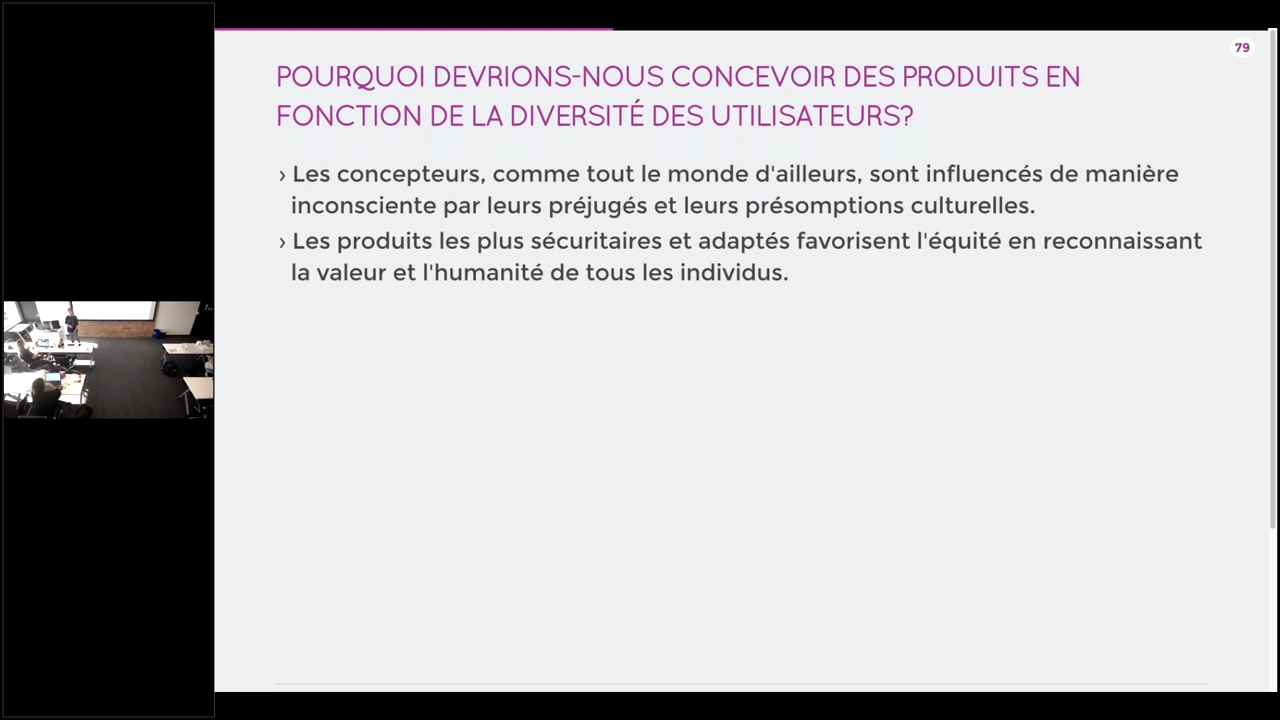 79
POURQUOI DEVRIONS-NOUS CONCEVOIR DES PRODUITS EN
FONCTION DE LA DIVERSITÉ DES UTILISATEURS?
› Les concepteurs, comme tout le monde d'ailleurs, sont influencés de manière
inconsciente par leurs préjugés et leurs présomptions culturelles.
› Les produits les plus sécuritaires et adaptés favorisent l'équité en reconnaissant
la valeur et l'humanité de tous les individus.